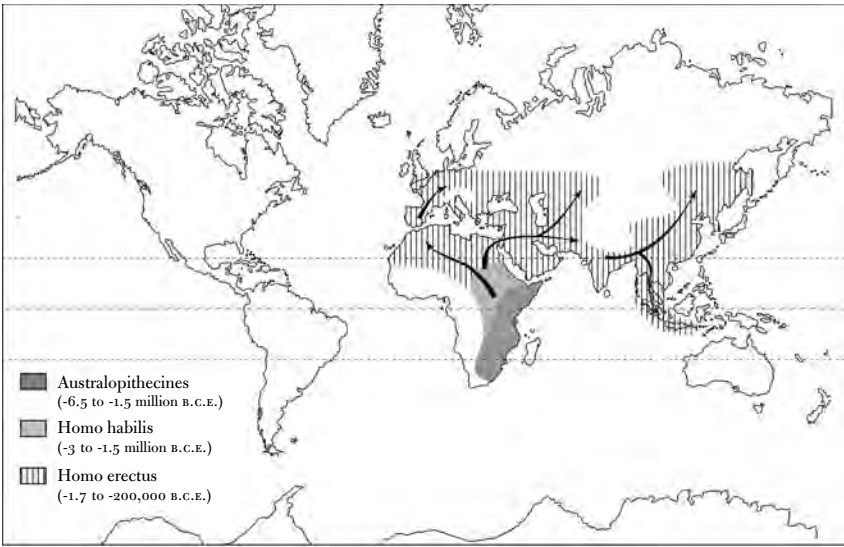 Australopithecines
(-6.5 to -1.5 million B.C.E.)
Homo habilis
(-3 to -1.5 million B.C.E.)
Homo erectus
(-1.7 to -200,000 B.C.E.)